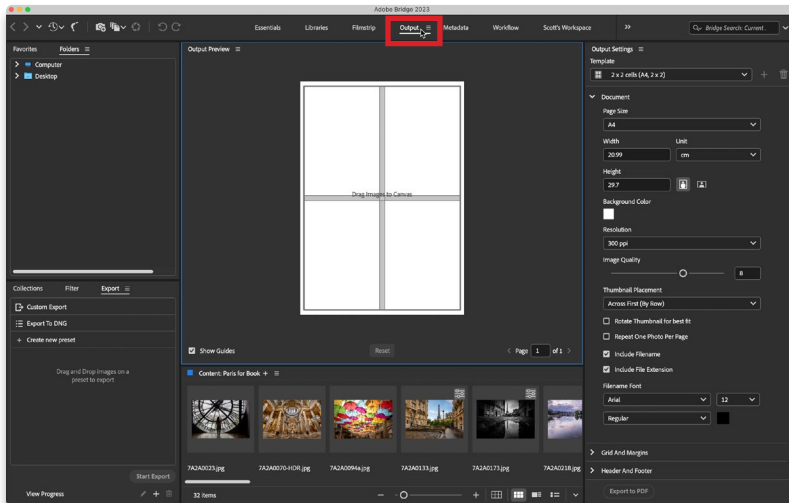 Adobe Bridge 2023
Essentials Libraries Filmstrip Output Metadata Workflow Scott's Workspace
Bridge Search: Current
Favorites Folders
Computer
Desktop
Collections Filter Export
Custom Export
Export To DNG
Create new preset
Drag and Drop Images on a
preset to export
Start Export
View Progress
Output Preview
Drag Images to Canvas
Show Guides Reset Page 1 of 1
Content: Paris for Book
7A2A0023.jpg 7A2A0070-HDR.jpg 7A2A0094a.jpg 7A2A0133.jpg 7A2A0173.jpg 7A2A0218.jpg
32 items
Output Settings
Template
2 x 2 cells (A4, 2 x 2)
Document
Page Size
A4
Width Unit
20.99 cm
Height
29.7
Background Color
Resolution
300 ppi
Image Quality
8
Thumbnail Placement
Across First (By Row)
Rotate Thumbnail for best fit
Repeat One Photo Per Page
Include Filename
Include File Extension
Filename Font
Arial 12
Regular
Grid And Margins
Header And Footer
Export to PDF